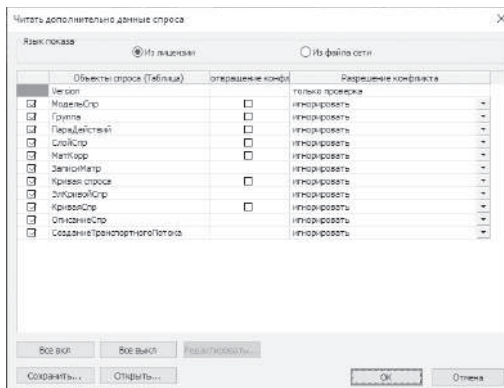 Читать дополнительно данные спроса
Язык показа
Из лицензии
Из файла сети
Объекты спроса (Таблица) отвращение конфл Разрешение конфликта
Version только проверка
МодельСпр игнорировать
Группа игнорировать
ПараДействий игнорировать
СлойСпр игнорировать
МатКорр игнорировать
ЗаписиМатр игнорировать
Кривая спроса игнорировать
ЭлКривойСпр игнорировать
КриваяСпр игнорировать
ОписаниеСпр игнорировать
СозданиеТранспортногоПотока игнорировать
Все вкл Все выкл Редактировать...
Сохранить... Открыть... OK Отмена